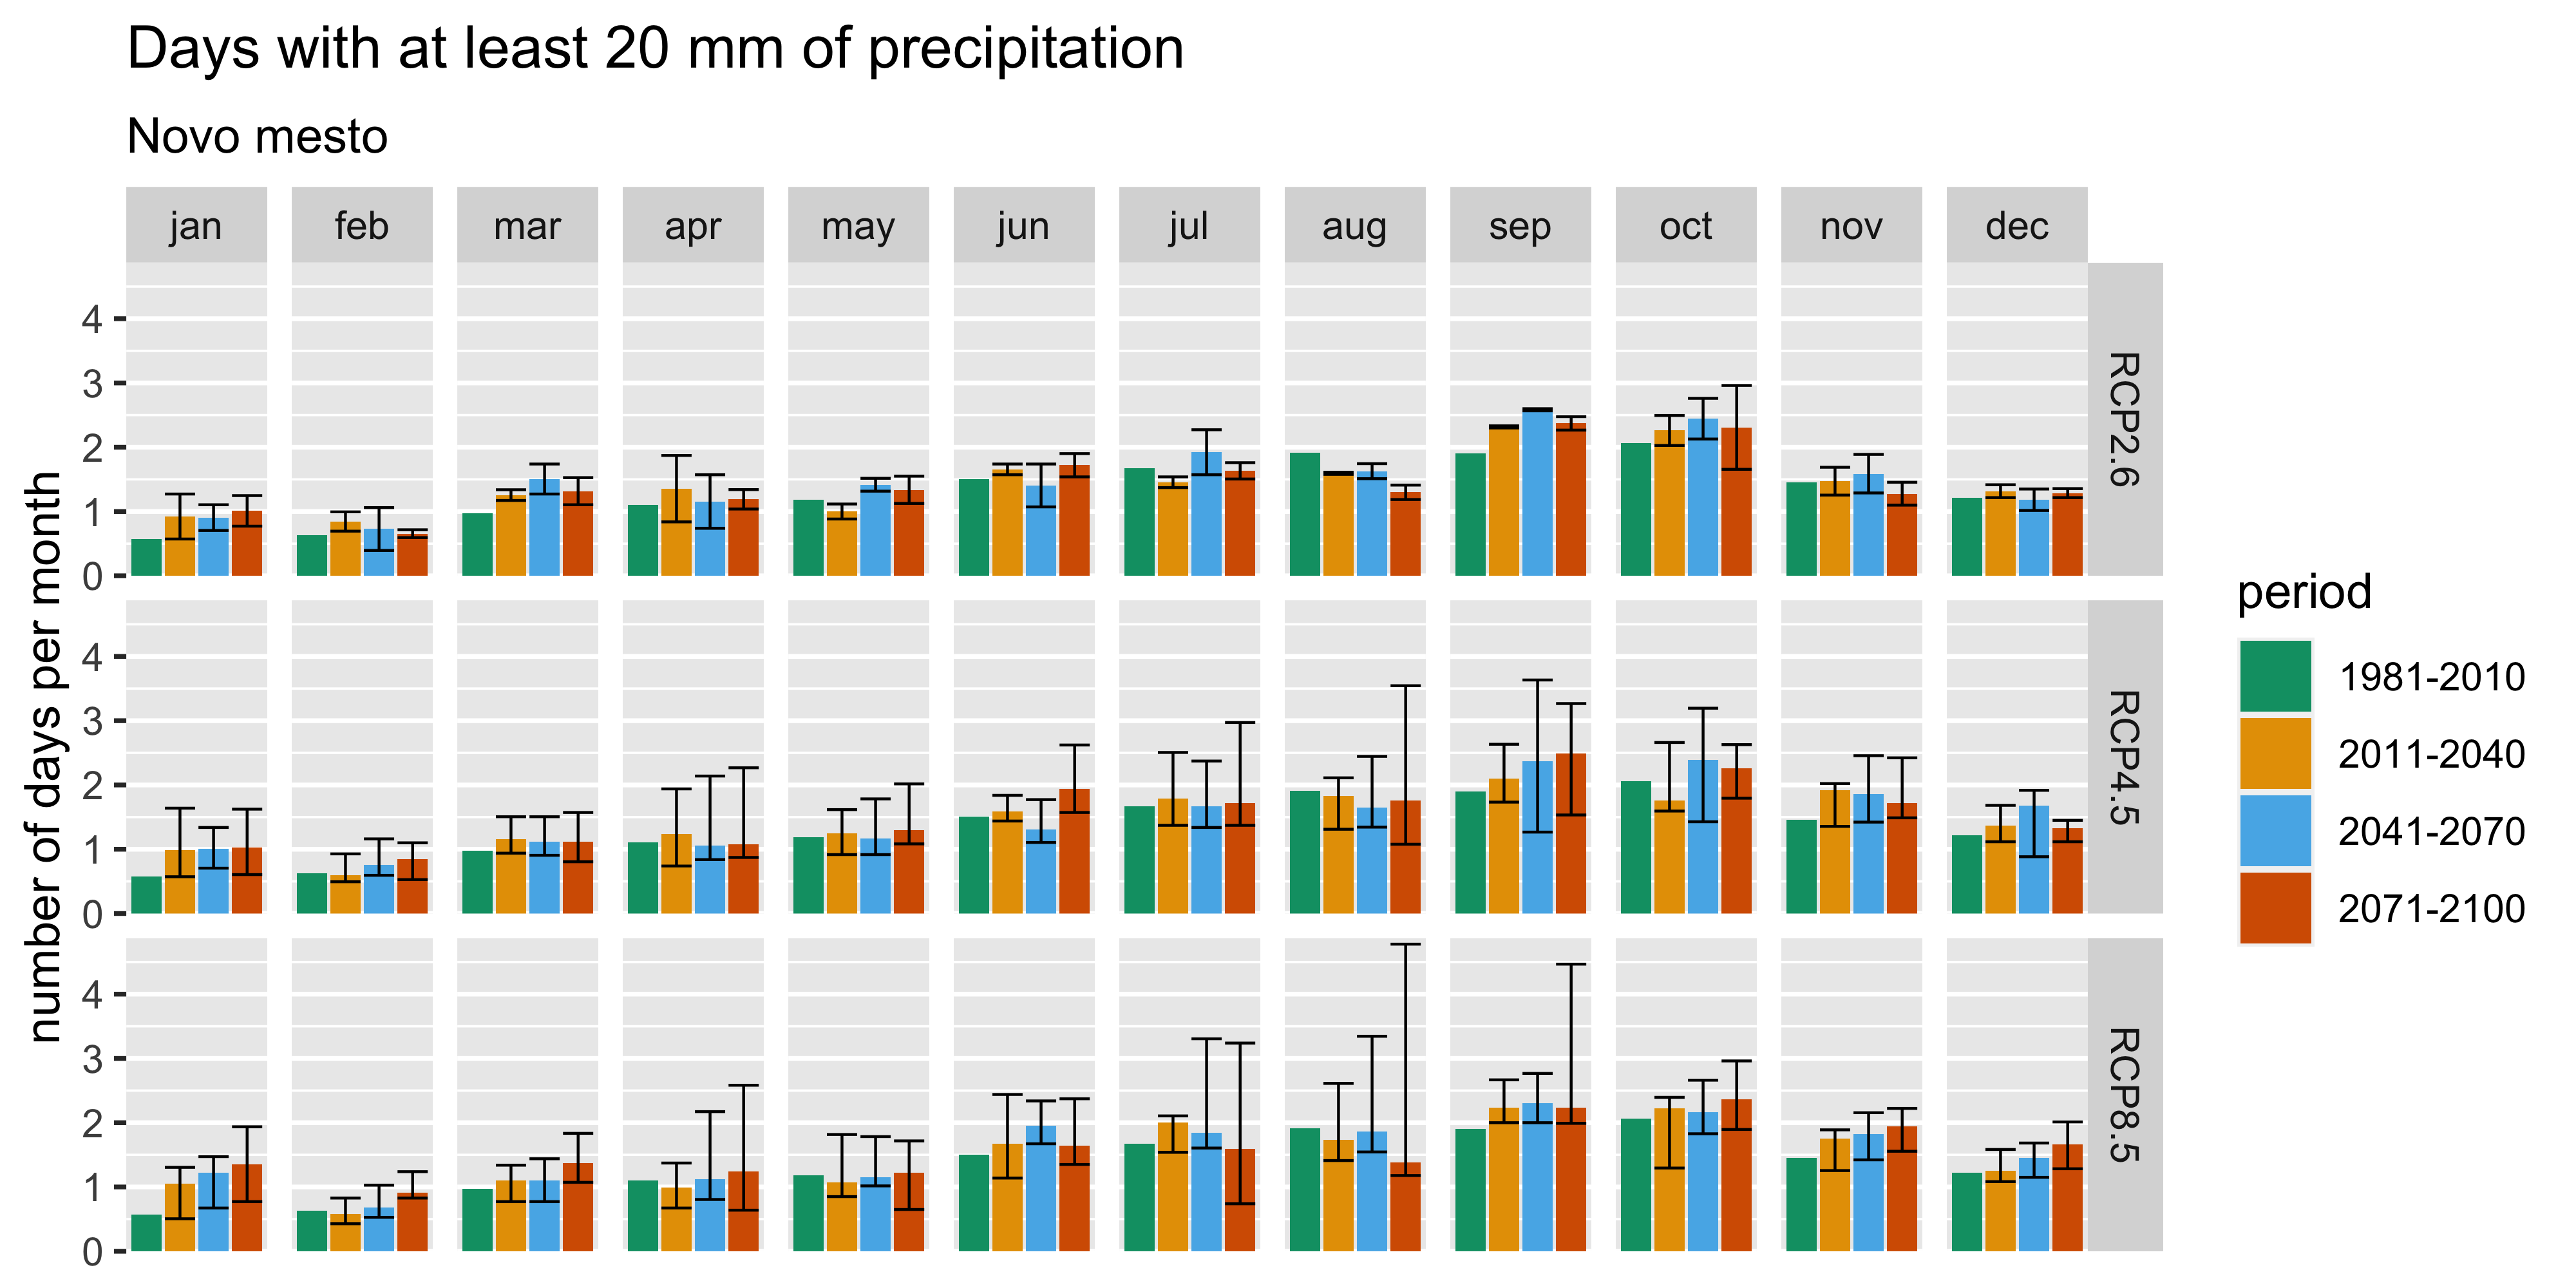 Days with at least 20 mm of precipitation
Novo mesto
jan feb mar apr may jun jul aug sep oct nov dec
number of days per month
4
3
2
1
0
RCP2.6
4
3
2
1
0
RCP4.5
4
3
2
1
0
RCP8.5
period
1981-2010
2011-2040
2041-2070
2071-2100